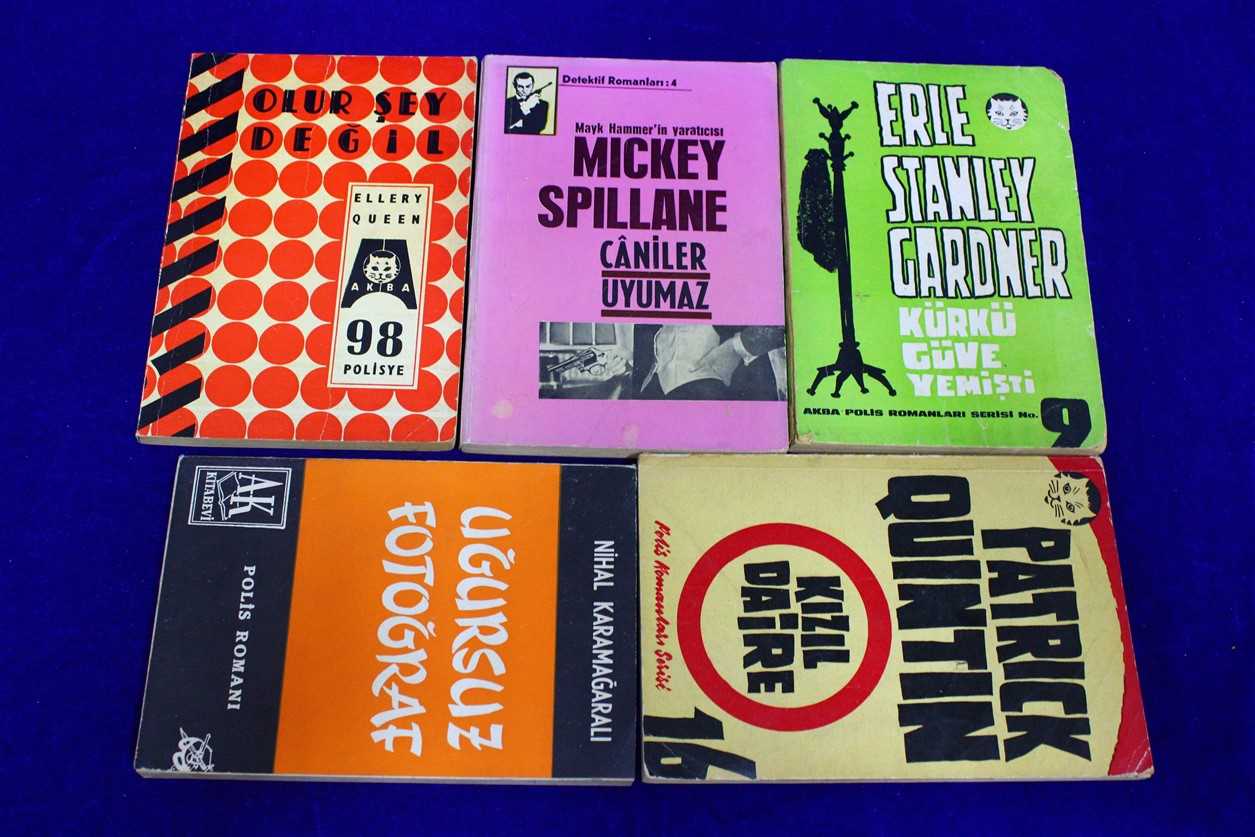 OLUR ŞEY
DEĞİL
ELLERY
QUEEN
AKBA
98
POLİSYE
Detektif Romanları: 4
Mayk Hammer'in yaratıcısı
MICKEY
SPILLANE
CÂNİLER
UYUMAZ
ERLE
STANLEY
GARDNER
KÜRKÜ
GÜVE
YEMİŞTİ
AKBA POLİS ROMANLARI SERİSİ No.
9
NİHAL KARAMAĞARALI
UĞURSUZ
FOTOĞRAF
AK
KİTABEVİ
POLİS ROMANI
PATRICK
QUINTIN
KIZIL
DAİRE
Polis Romanları Serisi
16